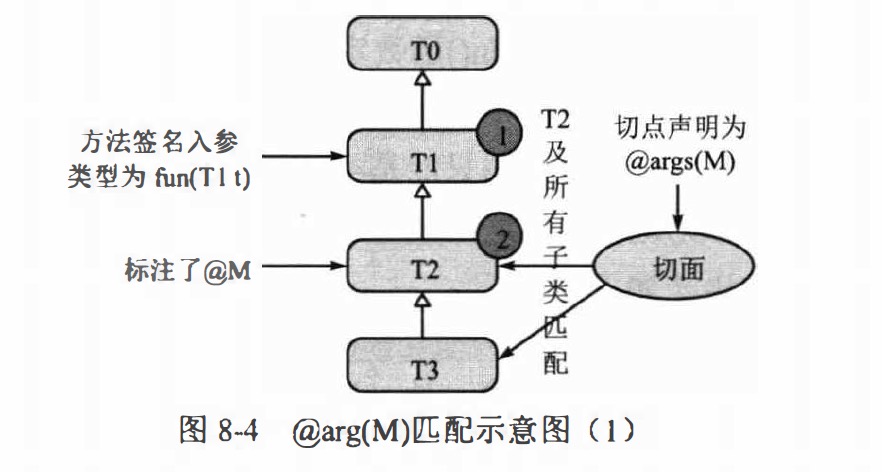 T0
方法签名入参
类型为 fun(T1 t)
T1
1
标注了@M
T2
2
T3
T2
及
所
有
子
类
匹
配
切点声明为
@args(M)
切面
图 8-4 @arg(M)匹配示意图（1）